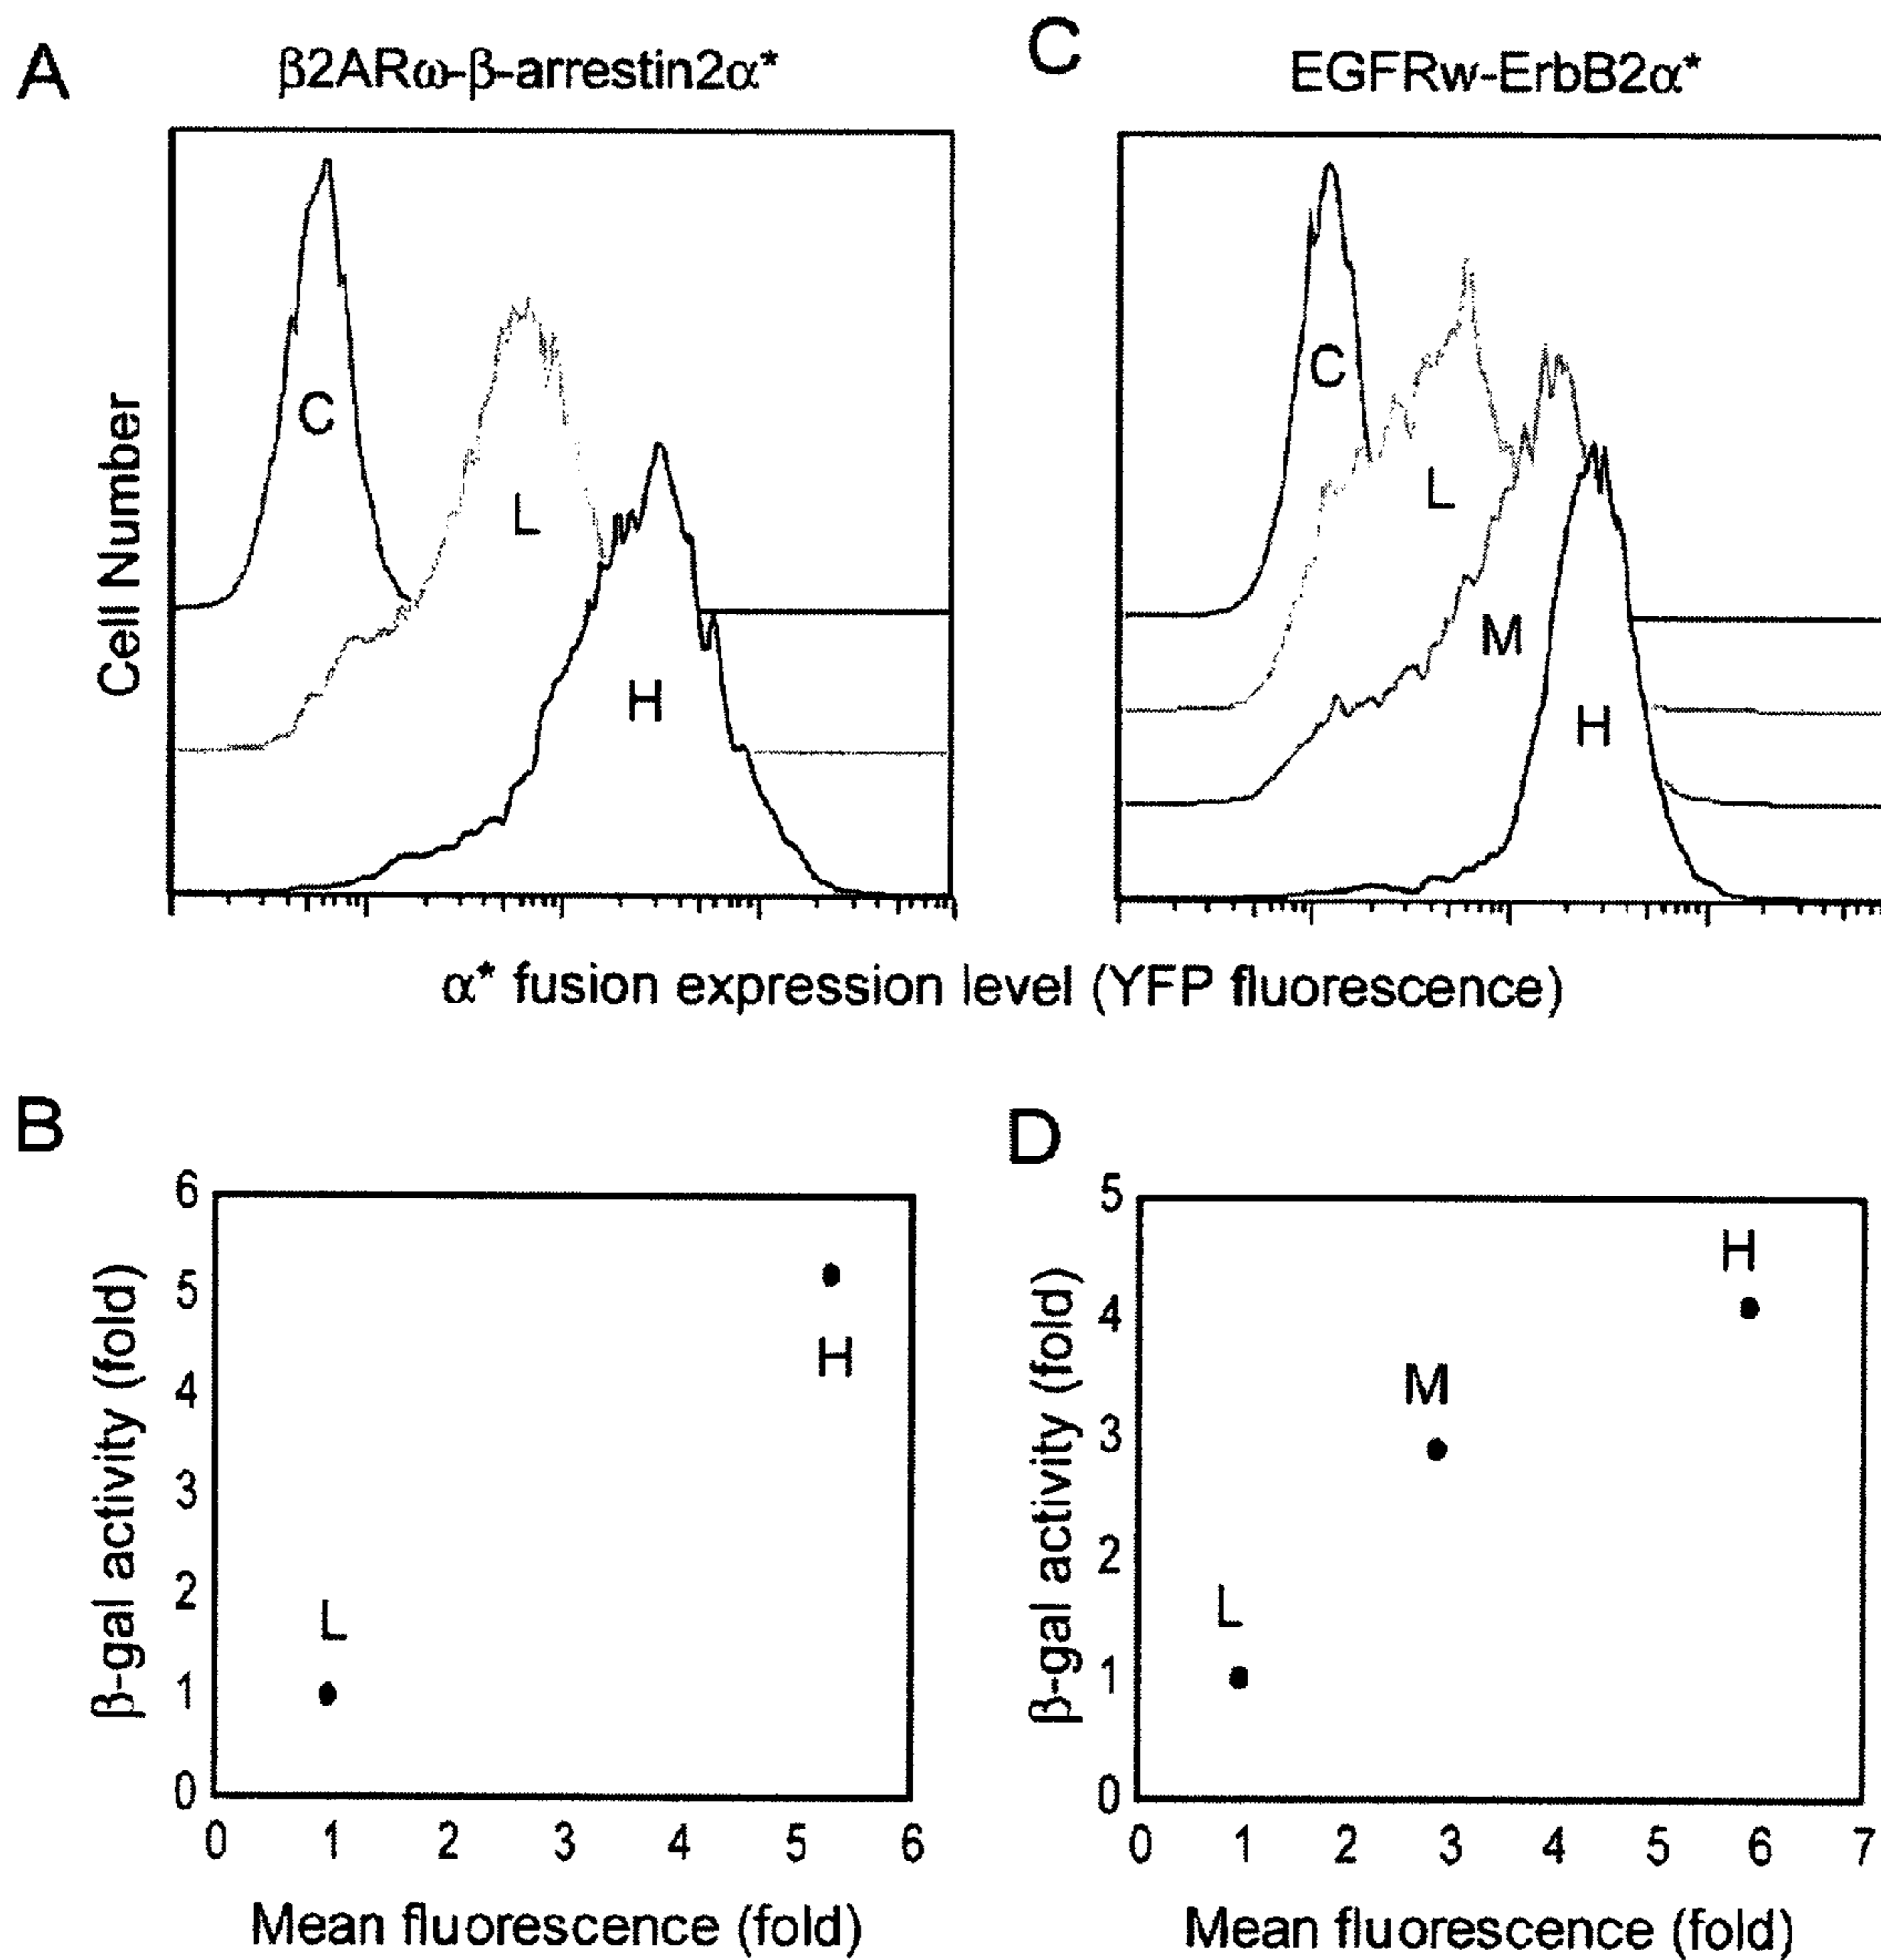 A
β2ARω-β-arrestin2α*
Cell Number
C
L
H
C
EGFRw-ErbB2α*
C
L
M
H
α* fusion expression level (YFP fluorescence)
B
β-gal activity (fold)
6
5
4
3
2
1
0
H
L
0 1 2 3 4 5 6
Mean fluorescence (fold)
D
β-gal activity (fold)
5
4
3
2
1
0
H
M
L
0 1 2 3 4 5 6 7
Mean fluorescence (fold)